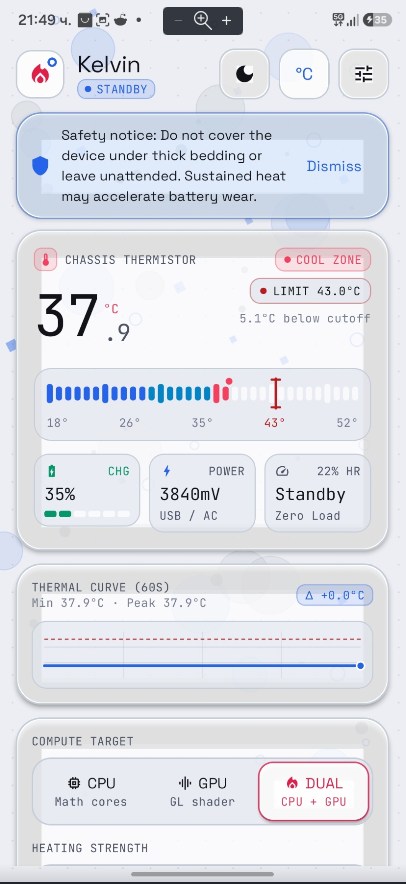 21:49 ч.
5G
35
Kelvin
STANDBY
°C
Safety notice: Do not cover the
device under thick bedding or
leave unattended. Sustained heat
may accelerate battery wear.
Dismiss
CHASSIS THERMISTOR
COOL ZONE
37.9 °C
LIMIT 43.0°C
5.1°C below cutoff
18° 26° 35° 43° 52°
CHG
35%
POWER
3840mV
USB / AC
22% HR
Standby
Zero Load
THERMAL CURVE (60S)
Min 37.9°C · Peak 37.9°C
Δ +0.0°C
COMPUTE TARGET
CPU
Math cores
GPU
GL shader
DUAL
CPU + GPU
HEATING STRENGTH